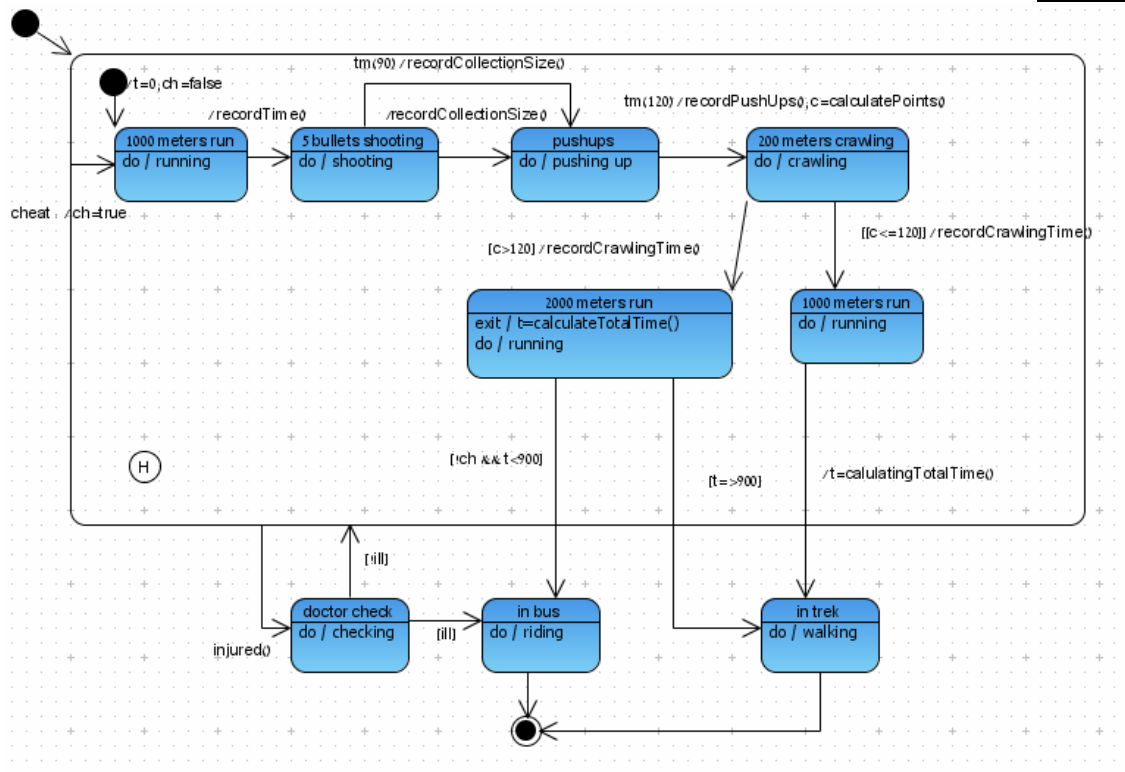 tm(90)/recordCollectionSize()
/t=0,ch=false
tm(120)/recordPushUps(),c=calculatePoints()
/recordTime()
/recordCollectionSize()
1000 meters run
do / running
5 bullets shooting
do / shooting
pushups
do / pushing up
200 meters crawling
do / crawling
cheat /ch=true
[c>120]/recordCrawlingTime()
[[c<=120]]/recordCrawlingTime()
2000 meters run
exit / t=calculateTotalTime()
do / running
1000 meters run
do / running
H
[!ch &&t<900]
[t=>900]
/t=calulatingTotalTime()
[!ill]
doctor check
do / checking
injured()
[ill]
in bus
do / riding
in trek
do / walking